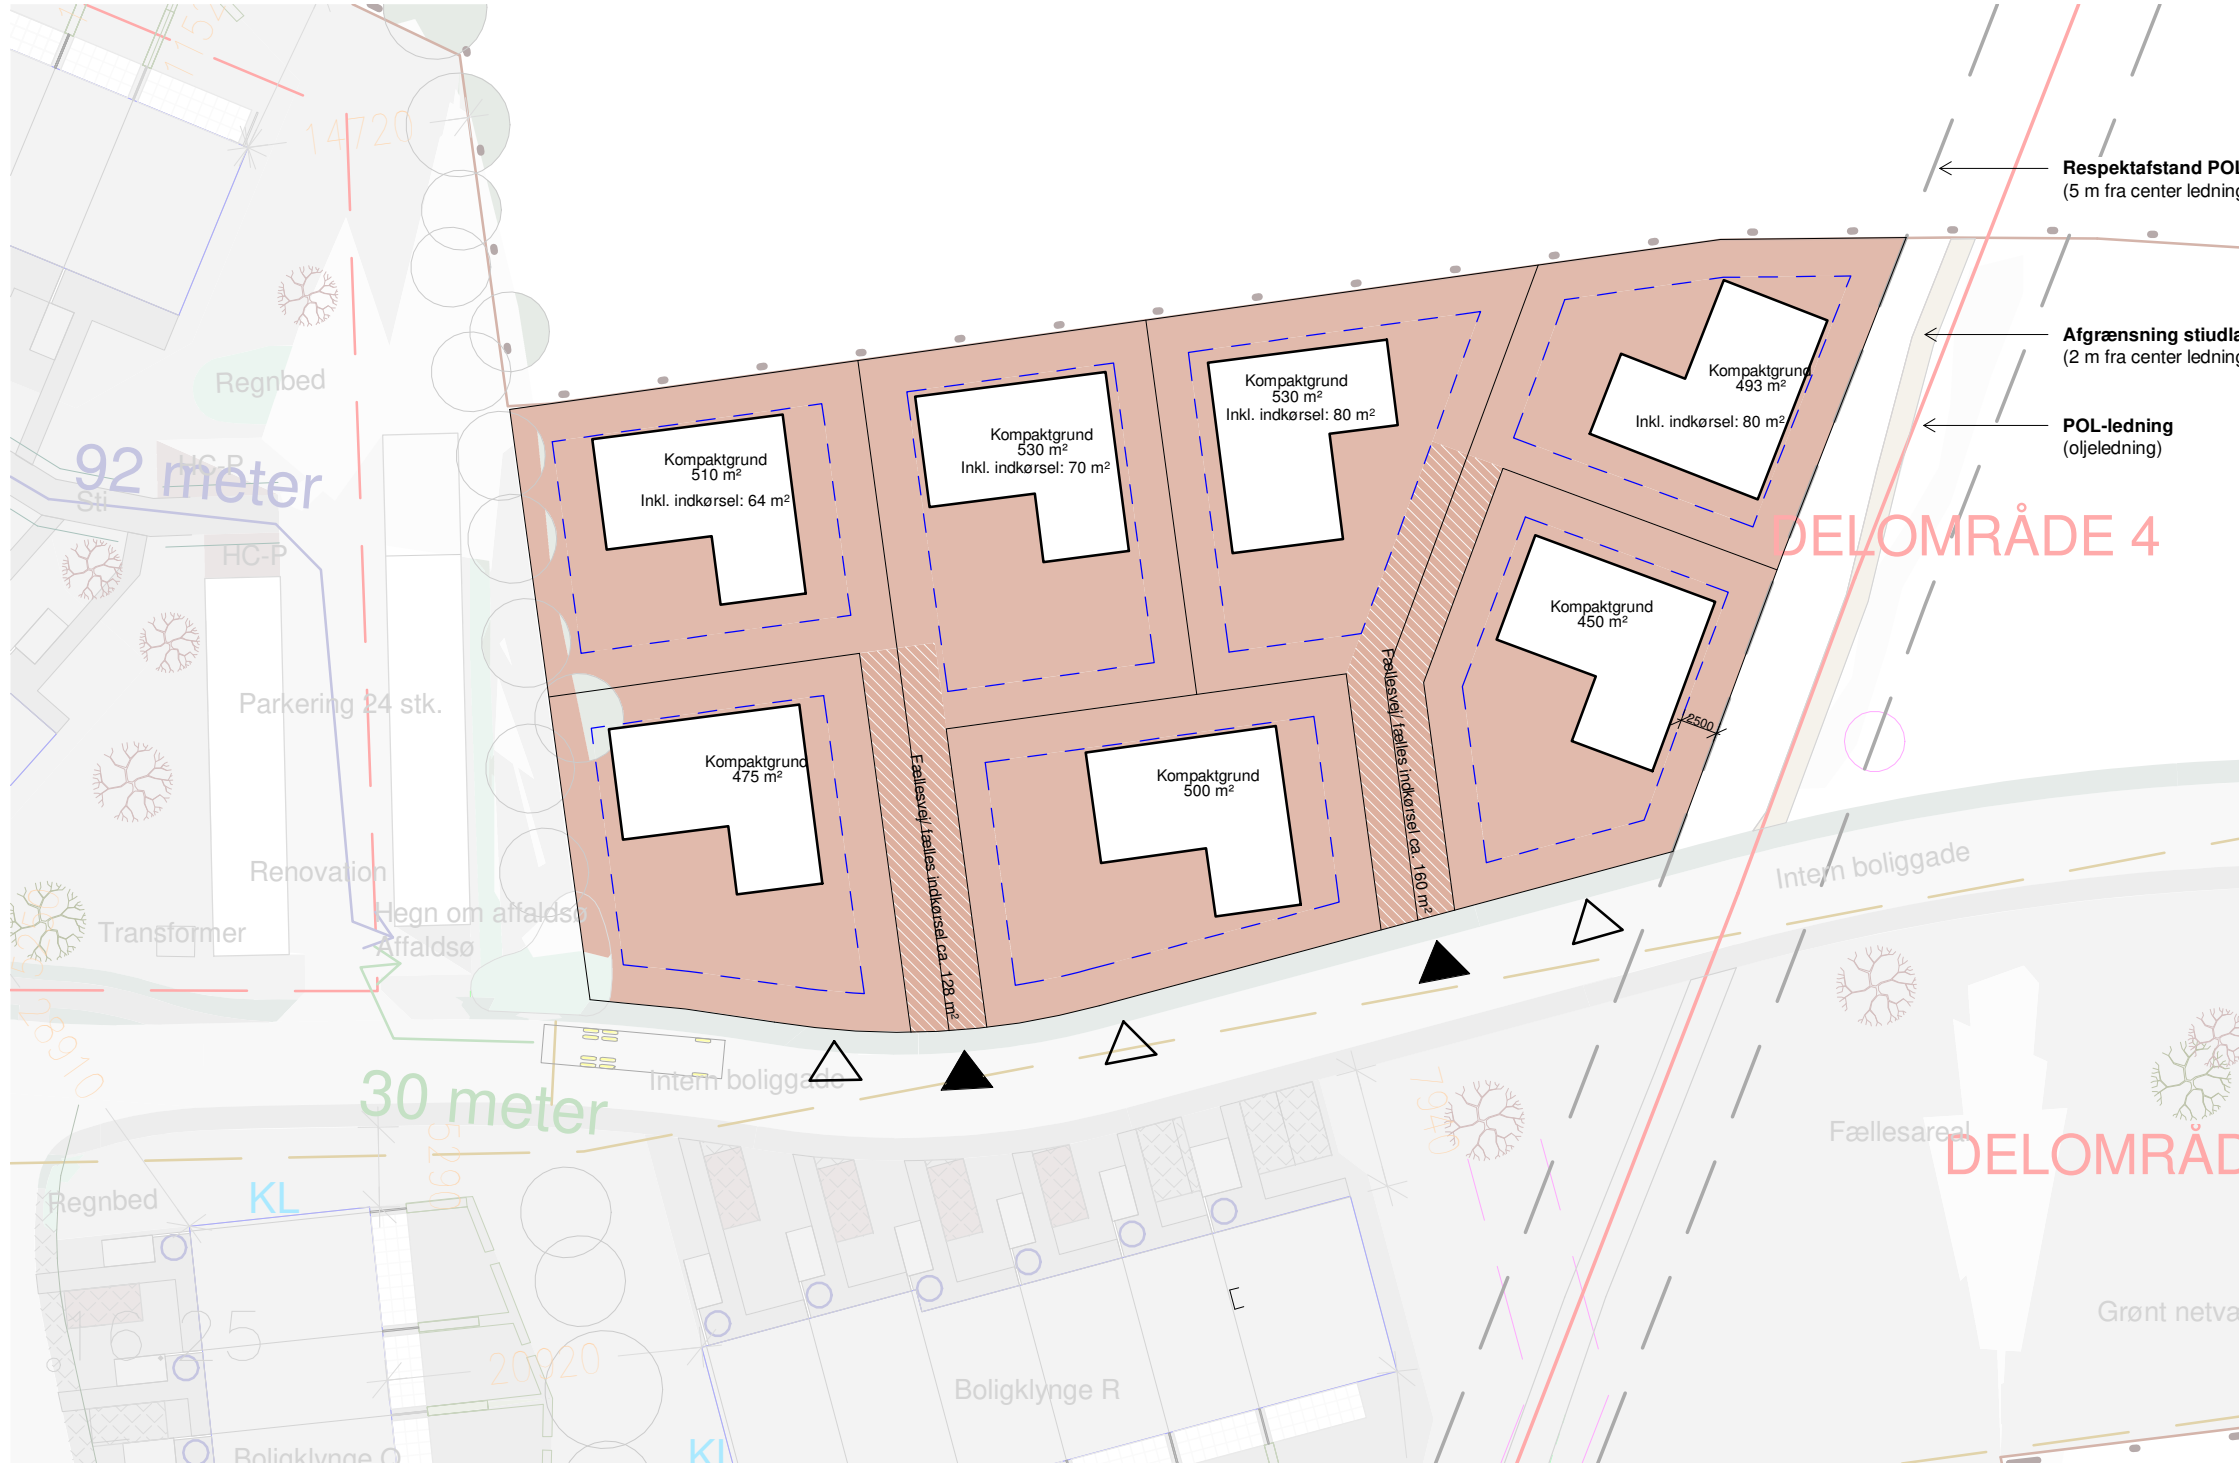 14720
Respektafstand POL
(5 m fra center ledning
Afgrænsning stiudla
(2 m fra center ledning
POL-ledning
(oljeledning)
DELOMRÅDE 4
Regnbed
92 meter
HC-P
Sti
HC-P
Parkering 24 stk.
Renovation
Transformer
Hegn om affaldsø
Affaldsø
Kompaktgrund
510 m²
Inkl. indkørsel: 64 m²
Kompaktgrund
530 m²
Inkl. indkørsel: 70 m²
Kompaktgrund
530 m²
Inkl. indkørsel: 80 m²
Kompaktgrund
493 m²
Inkl. indkørsel: 80 m²
Kompaktgrund
450 m²
2500
Kompaktgrund
475 m²
Kompaktgrund
500 m²
Fællesvej/ fælles indkørsel ca. 128 m²
Fællesvej/ fælles indkørsel ca. 160 m²
Intern boliggade
Intern boliggade
30 meter
7940
Fællesareal
DELOMRÅD
Regnbed
KL
16.25
20020
Boligklynge R
Boligklynge Q
KL
Grønt netva